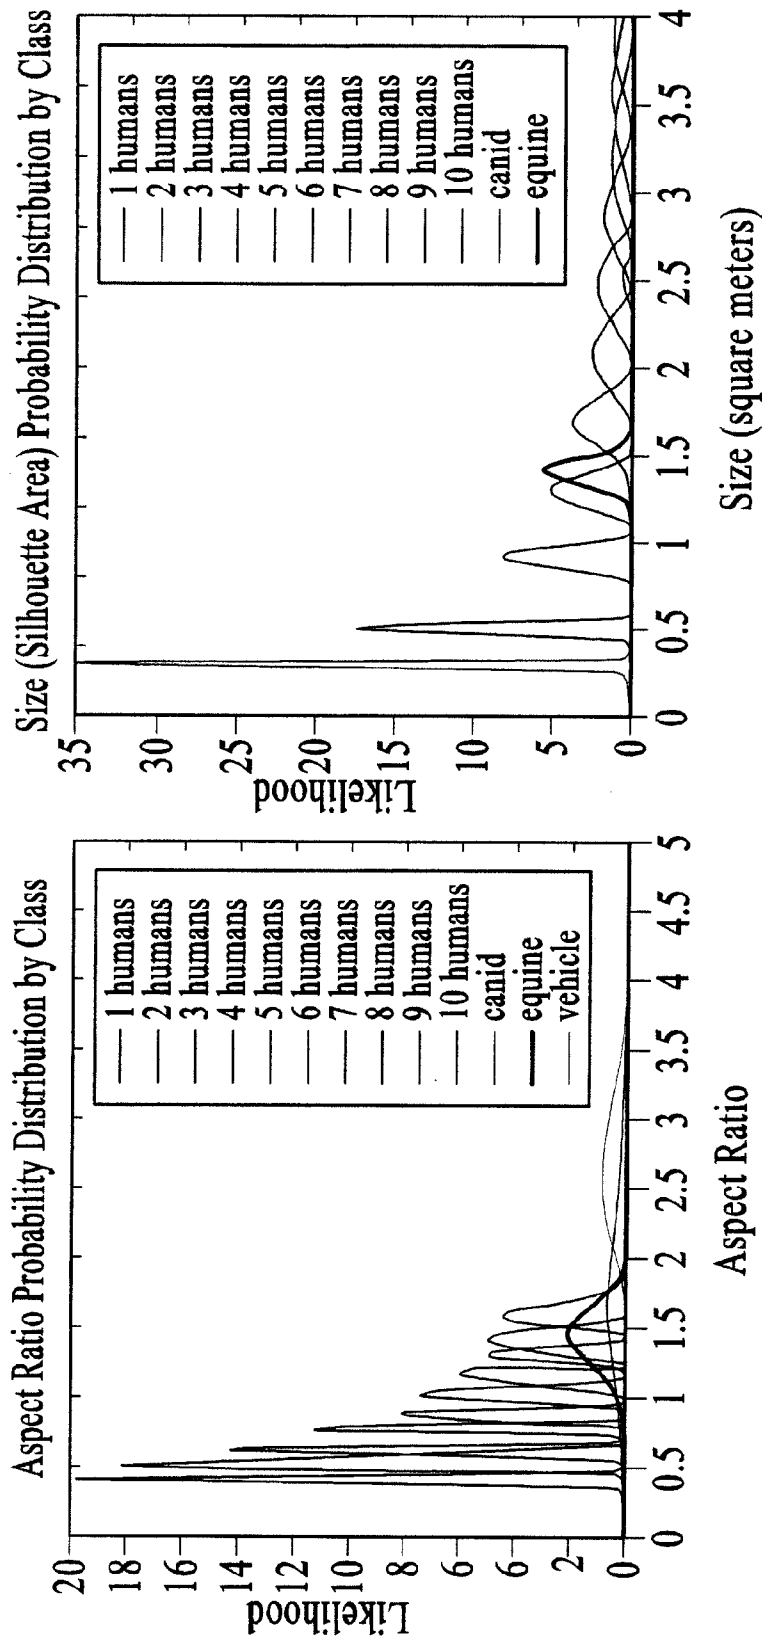 Aspect Ratio Probability Distribution by Class
20
18
16
14
12
10
8
6
4
2
0
Likelihood
1 humans
2 humans
3 humans
4 humans
5 humans
6 humans
7 humans
8 humans
9 humans
10 humans
canid
equine
vehicle
0 0.5 1 1.5 2 2.5 3 3.5 4 4.5 5
Aspect Ratio
Size (Silhouette Area) Probability Distribution by Class
35
30
25
20
15
10
5
0
Likelihood
1 humans
2 humans
3 humans
4 humans
5 humans
6 humans
7 humans
8 humans
9 humans
10 humans
canid
equine
0 0.5 1 1.5 2 2.5 3 3.5 4
Size (square meters)